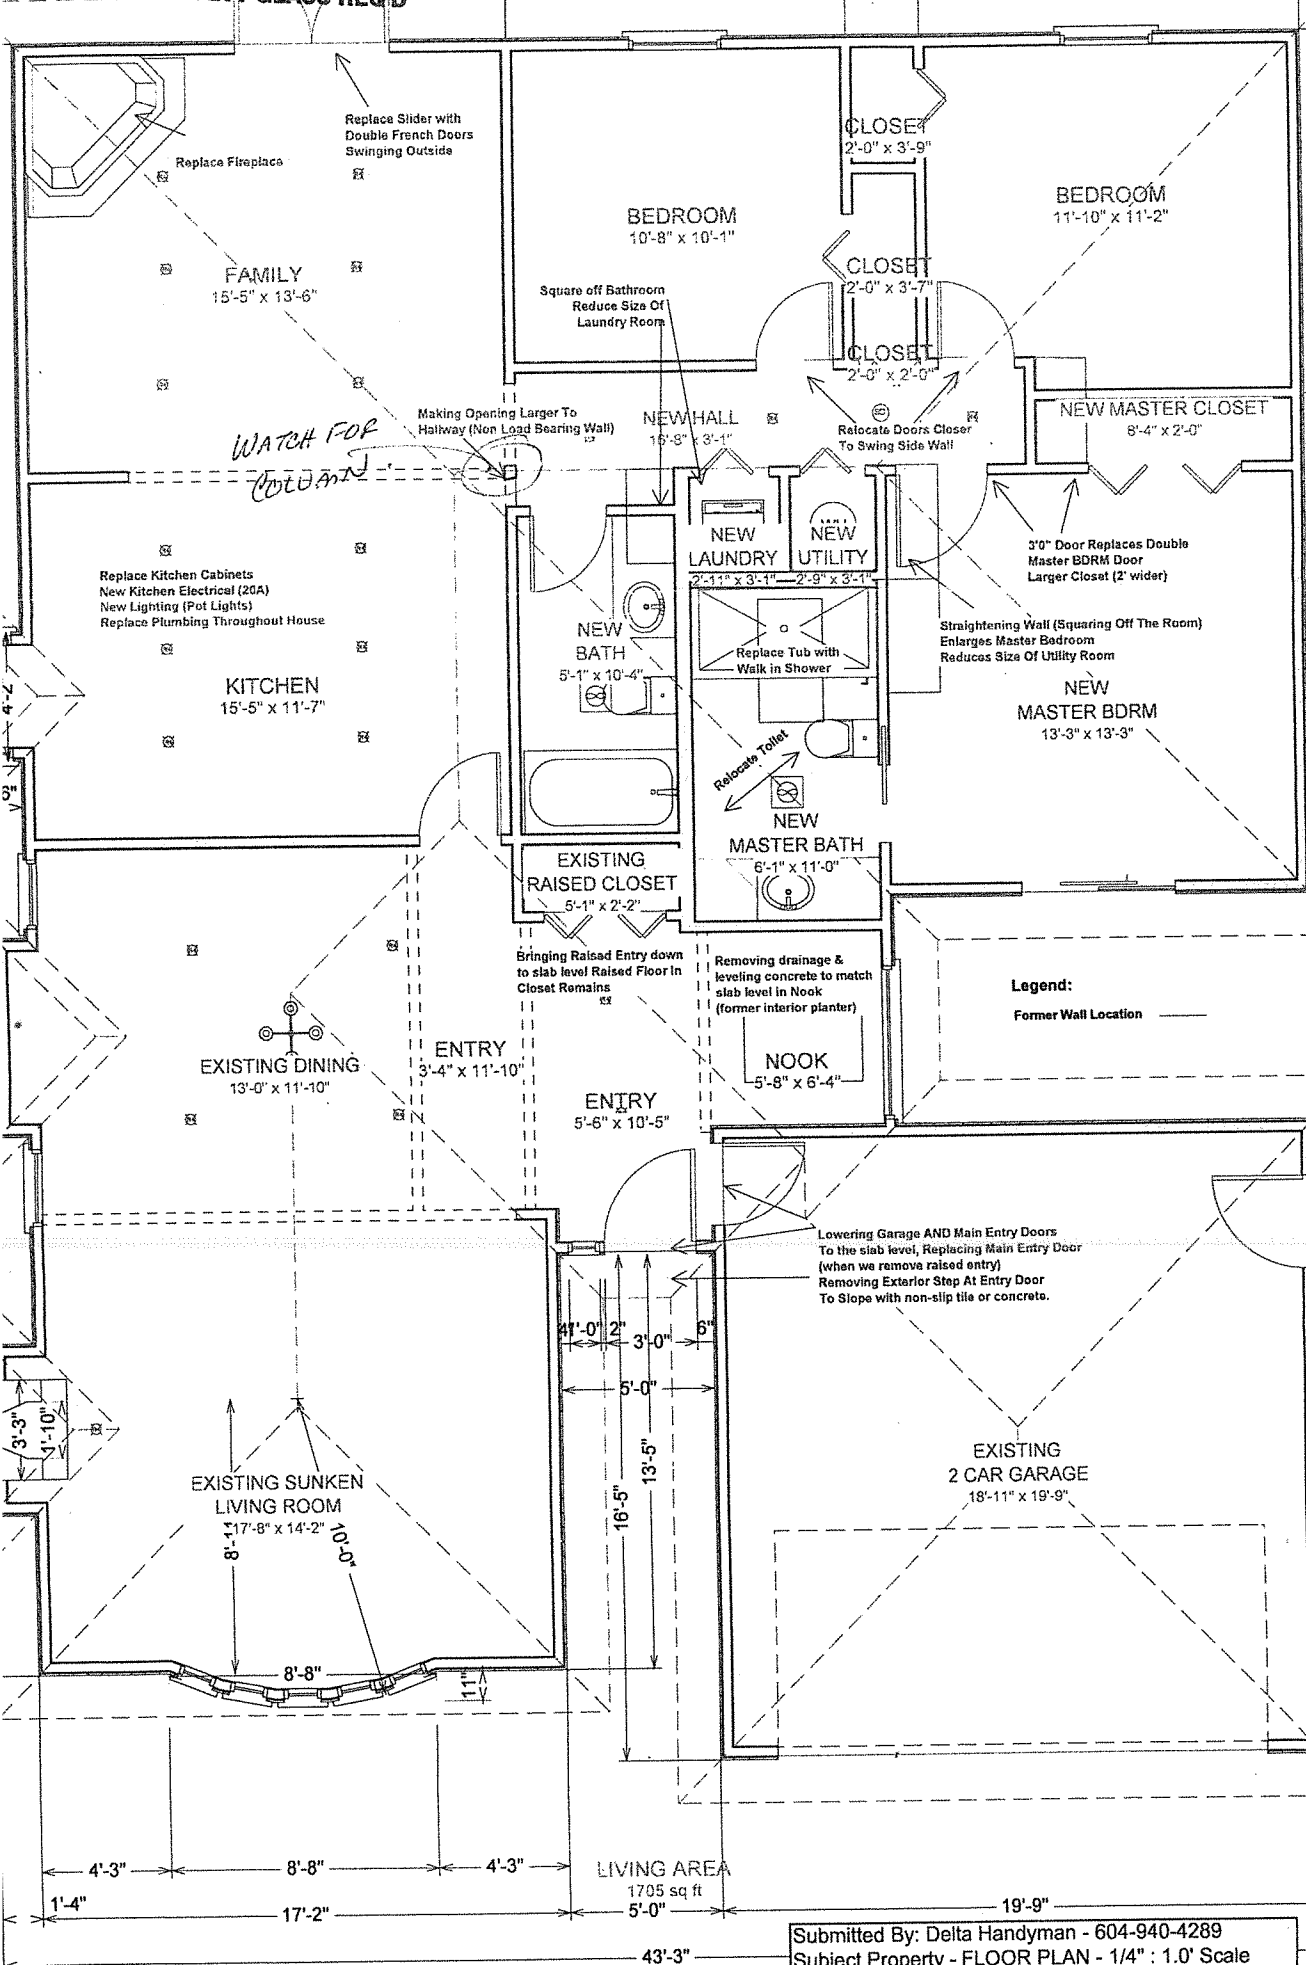 GLASS REQ'D
Replace Slider with
Double French Doors
Swinging Outside
Replace Fireplace
CLOSET
2'-0" x 3'-9"
BEDROOM
11'-10" x 11'-2"
BEDROOM
10'-8" x 10'-1"
FAMILY
15'-5" x 13'-6"
CLOSET
2'-0" x 3'-7"
Square off Bathroom
Reduce Size Of
Laundry Room
CLOSET
2'-0" x 2'-0"
Making Opening Larger To
Hallway (Non Load Bearing Wall)
WATCH FOR
COLUMN
NEW HALL
x 3'-1"
Relocate Doors Closer
To Swing Side Wall
NEW MASTER CLOSET
8'-4" x 2'-0"
NEW
LAUNDRY
2'-11" x 3'-1"
NEW
UTILITY
2'-9" x 3'-1"
3'0" Door Replaces Double
Master BDRM Door
Larger Closet (2' wider)
Replace Kitchen Cabinets
New Kitchen Electrical (20A)
New Lighting (Pot Lights)
Replace Plumbing Throughout House
NEW
BATH
5'-1" x 10'-4"
Replace Tub with
Walk in Shower
Straightening Wall (Squaring Off The Room)
Enlarges Master Bedroom
Reduces Size Of Utility Room
KITCHEN
15'-5" x 11'-7"
NEW
MASTER BDRM
13'-3" x 13'-3"
4'-2"
6"
Relocate Toilet
NEW
MASTER BATH
6'-1" x 11'-0"
EXISTING
RAISED CLOSET
5'-1" x 2'-2"
Bringing Raised Entry down
to slab level Raised Floor In
Closet Remains
Removing drainage &
leveling concrete to match
slab level in Nook
(former interior planter)
Legend:
Former Wall Location
EXISTING DINING
13'-0" x 11'-10"
ENTRY
3'-4" x 11'-10"
NOOK
5'-8" x 6'-4"
ENTRY
5'-6" x 10'-5"
Lowering Garage AND Main Entry Doors
To the slab level, Replacing Main Entry Door
(when we remove raised entry)
Removing Exterior Step At Entry Door
To Slope with non-slip tile or concrete.
1'-0"
2"
3'-0"
6"
5'-0"
3'-3"
1'-10"
16'-5"
13'-5"
EXISTING
2 CAR GARAGE
18'-11" x 19'-9"
EXISTING SUNKEN
LIVING ROOM
17'-8" x 14'-2"
8'-11"
10'-0"
8'-8"
11"
4'-3"
8'-8"
4'-3"
LIVING AREA
1705 sq ft
1'-4"
17'-2"
5'-0"
19'-9"
43'-3"
Submitted By: Delta Handyman - 604-940-4289
Subject Property - FLOOR PLAN - 1/4" : 1.0' Scale